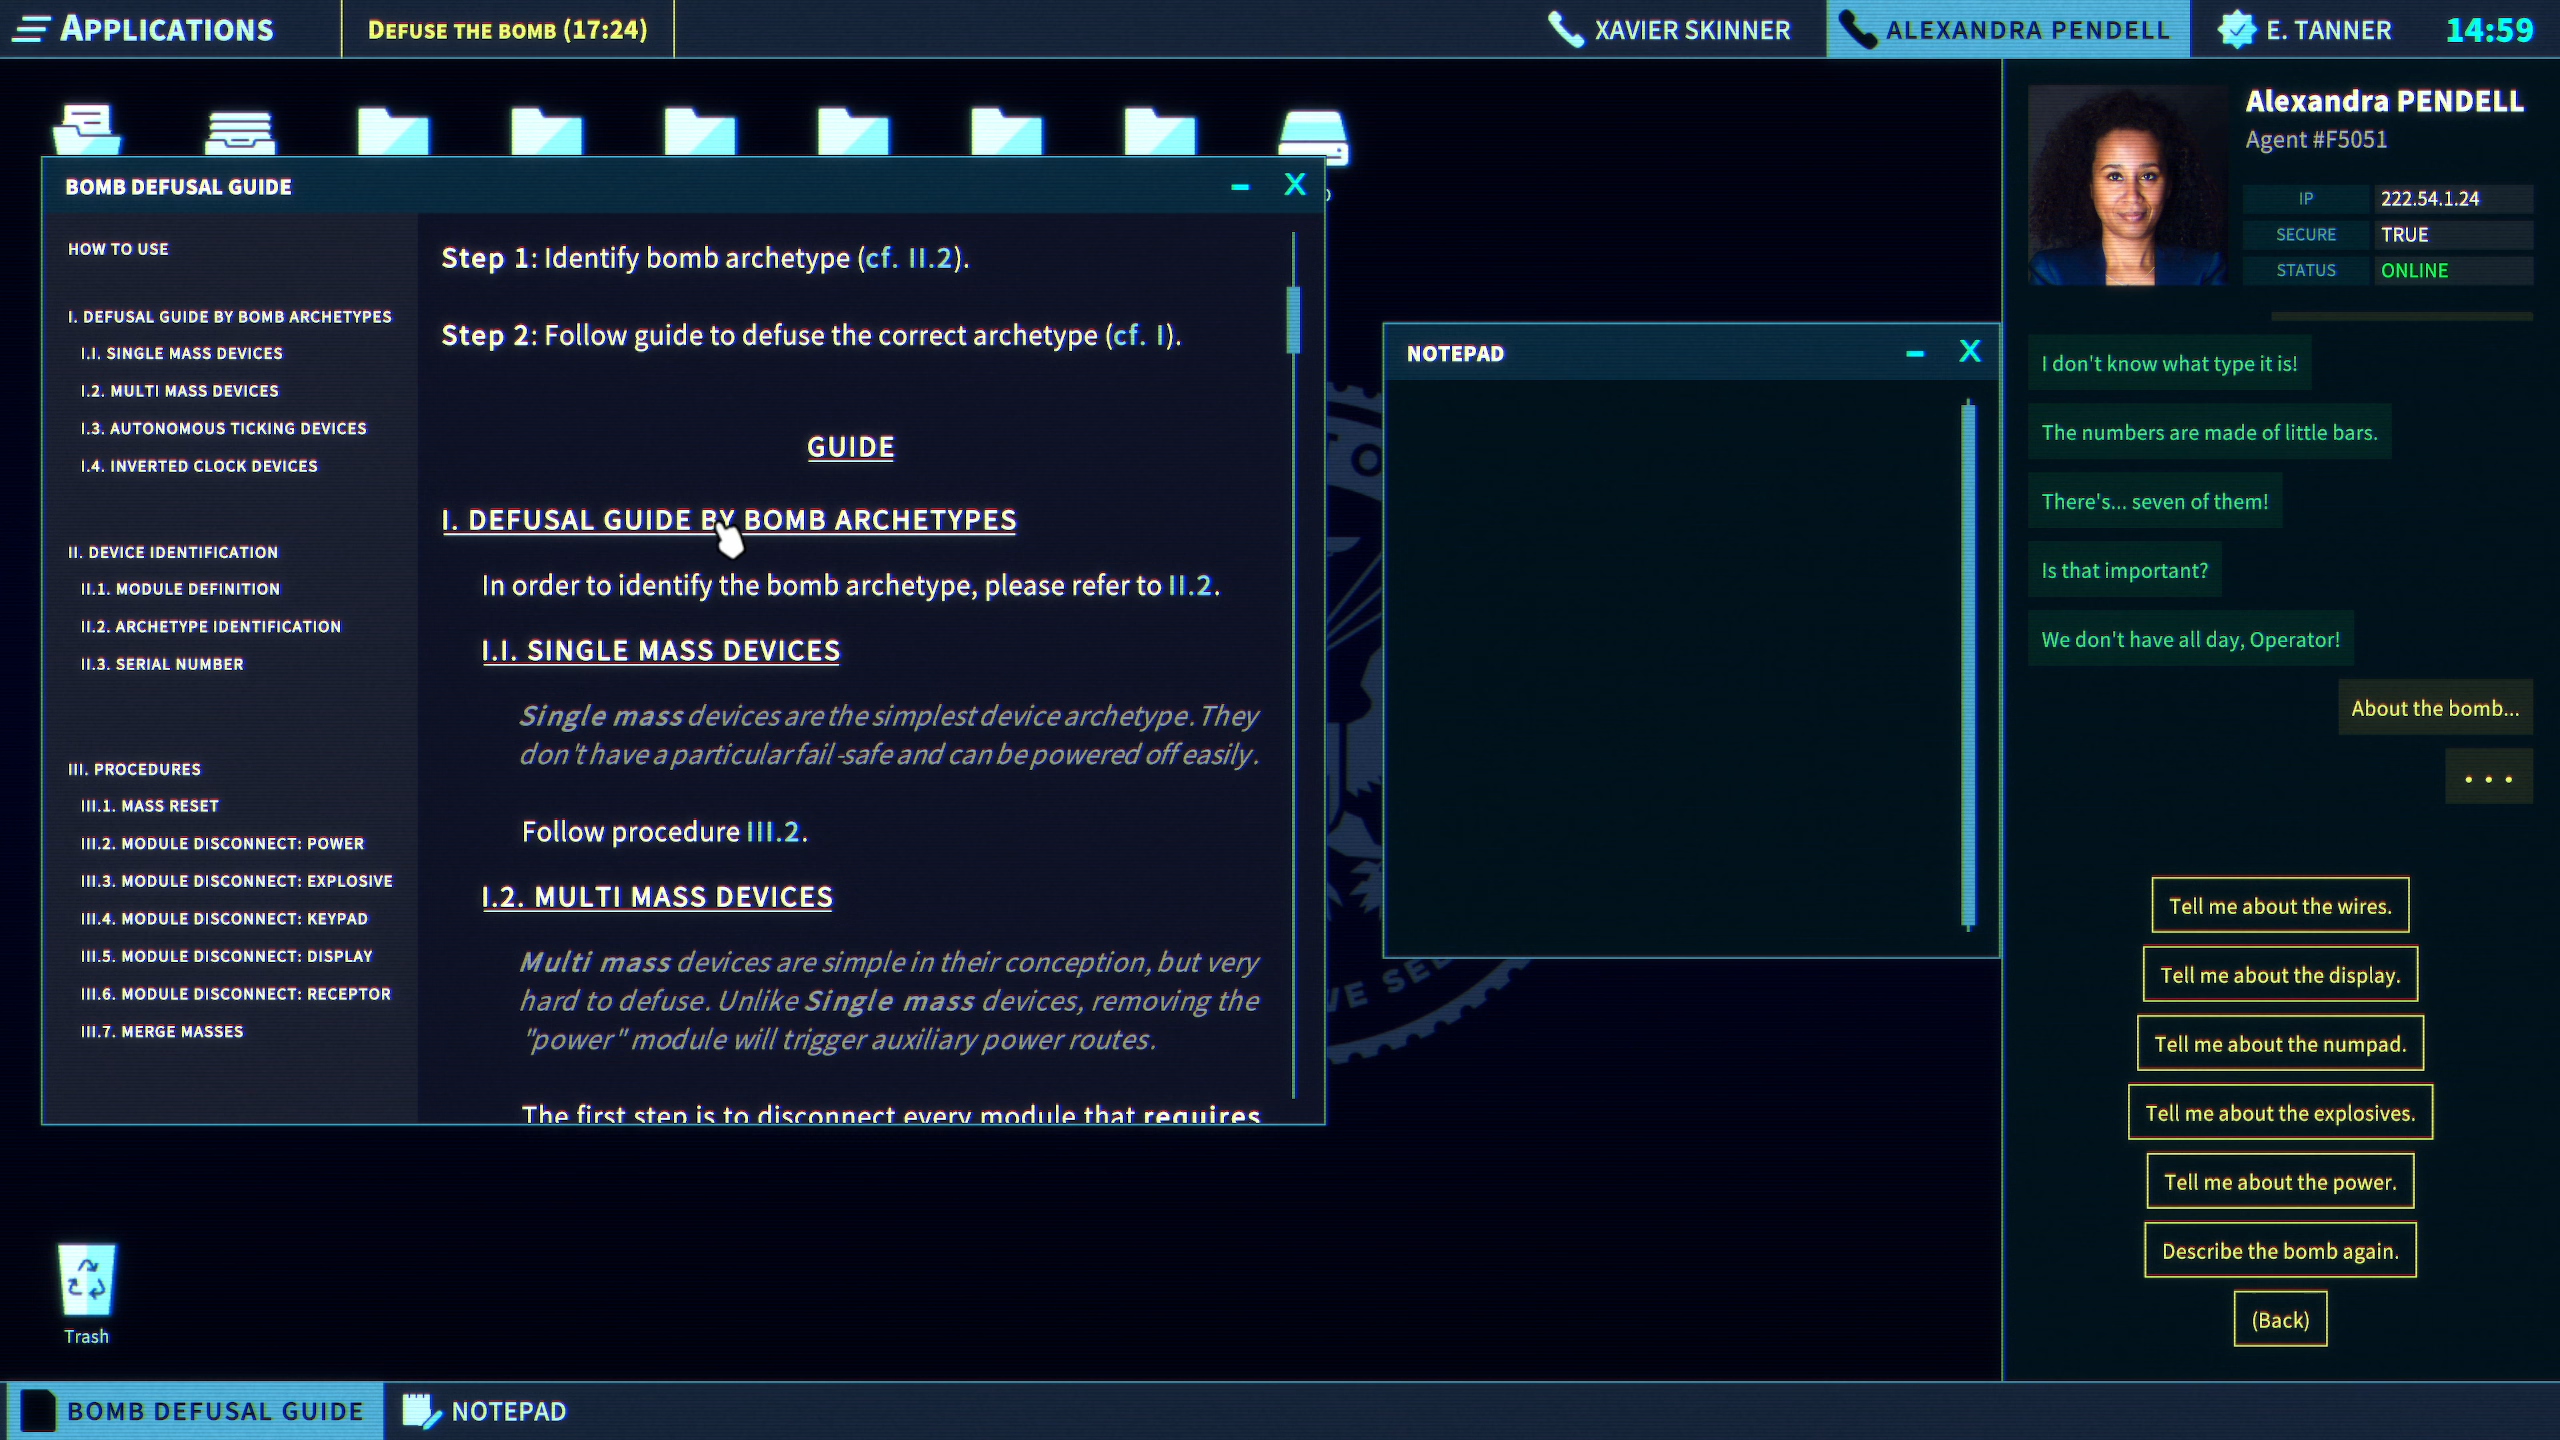 APPLICATIONS
DEFUSE THE BOMB (17:24)
XAVIER SKINNER
ALEXANDRA PENDELL
E. TANNER
14:59
BOMB DEFUSAL GUIDE
HOW TO USE
I. DEFUSAL GUIDE BY BOMB ARCHETYPES
I.I. SINGLE MASS DEVICES
I.2. MULTI MASS DEVICES
I.3. AUTONOMOUS TICKING DEVICES
I.4. INVERTED CLOCK DEVICES
II. DEVICE IDENTIFICATION
II.1. MODULE DEFINITION
II.2. ARCHETYPE IDENTIFICATION
II.3. SERIAL NUMBER
III. PROCEDURES
III.1. MASS RESET
III.2. MODULE DISCONNECT: POWER
III.3. MODULE DISCONNECT: EXPLOSIVE
III.4. MODULE DISCONNECT: KEYPAD
III.5. MODULE DISCONNECT: DISPLAY
III.6. MODULE DISCONNECT: RECEPTOR
III.7. MERGE MASSES
Step 1: Identify bomb archetype (cf. II.2).
Step 2: Follow guide to defuse the correct archetype (cf. I).
GUIDE
I. DEFUSAL GUIDE BY BOMB ARCHETYPES
In order to identify the bomb archetype, please refer to II.2.
I.I. SINGLE MASS DEVICES
Single mass devices are the simplest device archetype. They
don't have a particular fail-safe and can be powered off easily.
Follow procedure III.2.
I.2. MULTI MASS DEVICES
Multi mass devices are simple in their conception, but very
hard to defuse. Unlike Single mass devices, removing the
"power" module will trigger auxiliary power routes.
The first step is to disconnect every module that requires
NOTEPAD
X
X
VE SE
Alexandra PENDELL
Agent #F5051
IP 222.54.1.24
SECURE TRUE
STATUS ONLINE
I don't know what type it is!
The numbers are made of little bars.
There's... seven of them!
Is that important?
We don't have all day, Operator!
About the bomb...
...
Tell me about the wires.
Tell me about the display.
Tell me about the numpad.
Tell me about the explosives.
Tell me about the power.
Describe the bomb again.
(Back)
Trash
BOMB DEFUSAL GUIDE
NOTEPAD